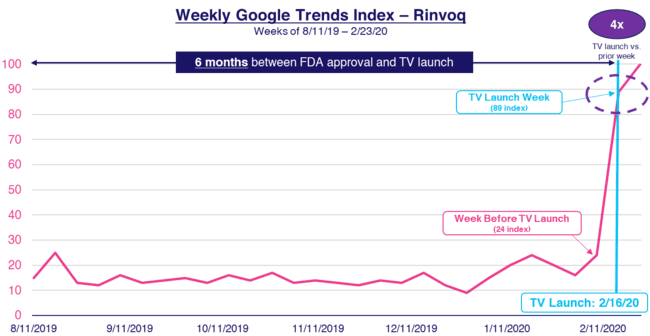 Weekly Google Trends Index – Rinvoq
Weeks of 8/11/19 – 2/23/20
4x
TV launch vs.
prior week
6 months between FDA approval and TV launch
100
90
80
70
60
50
40
30
20
10
0
TV Launch Week
(89 index)
Week Before TV Launch
(24 index)
TV Launch: 2/16/20
8/11/2019
9/11/2019
10/11/2019
11/11/2019
12/11/2019
1/11/2020
2/11/2020